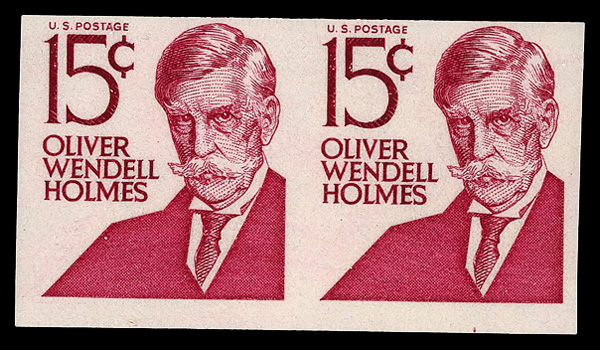 U.S. POSTAGE
15¢
OLIVER
WENDELL
HOLMES
U.S. POSTAGE
15¢
OLIVER
WENDELL
HOLMES